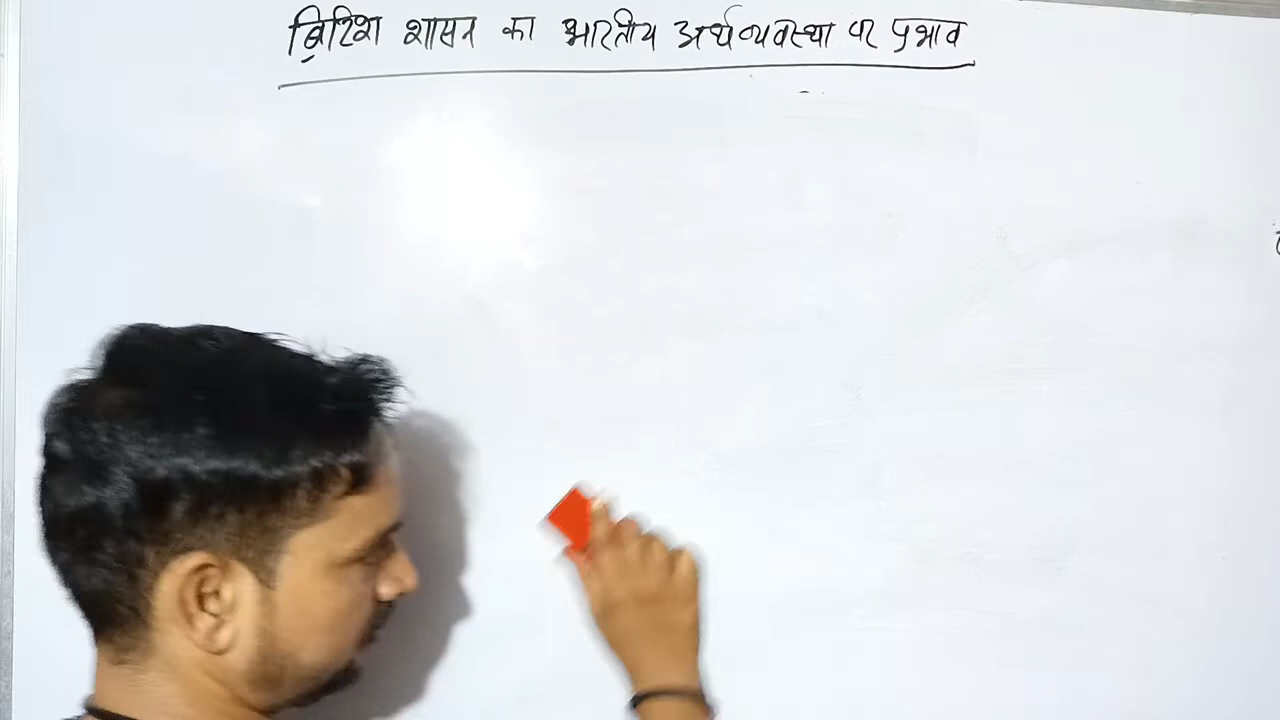 ब्रिटिश शासन का भारतीय अर्थव्यवस्था पर प्रभाव